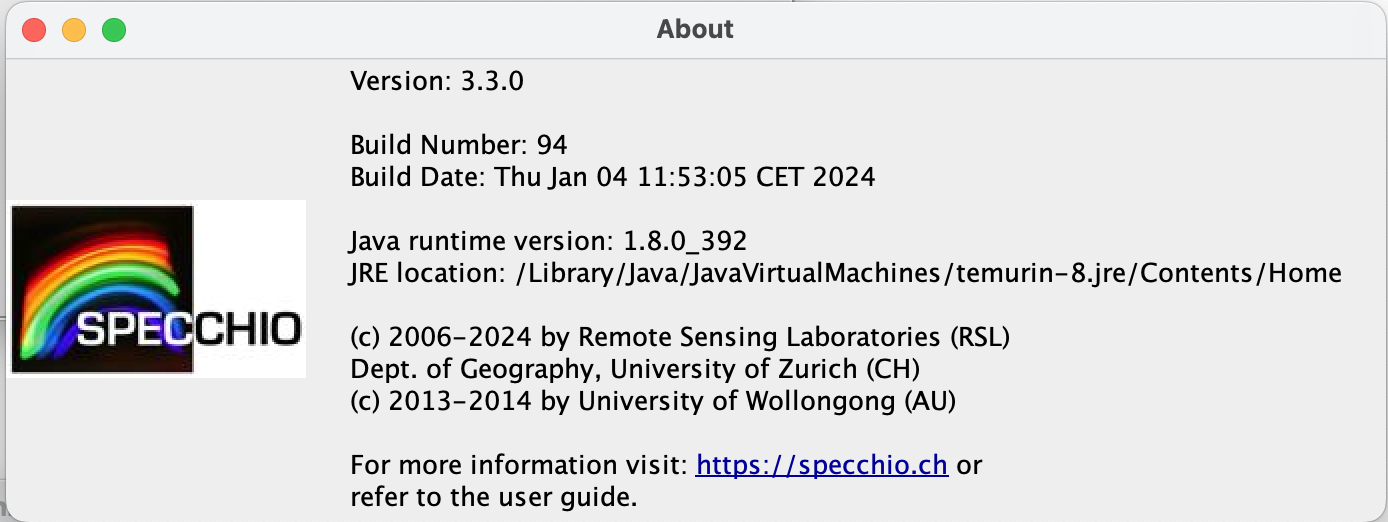 About
Version: 3.3.0
Build Number: 94
Build Date: Thu Jan 04 11:53:05 CET 2024
Java runtime version: 1.8.0_392
JRE location: /Library/Java/JavaVirtualMachines/temurin-8.jre/Contents/Home
SPECCHIO
(c) 2006-2024 by Remote Sensing Laboratories (RSL)
Dept. of Geography, University of Zurich (CH)
(c) 2013-2014 by University of Wollongong (AU)
For more information visit: https://specchio.ch or
refer to the user guide.